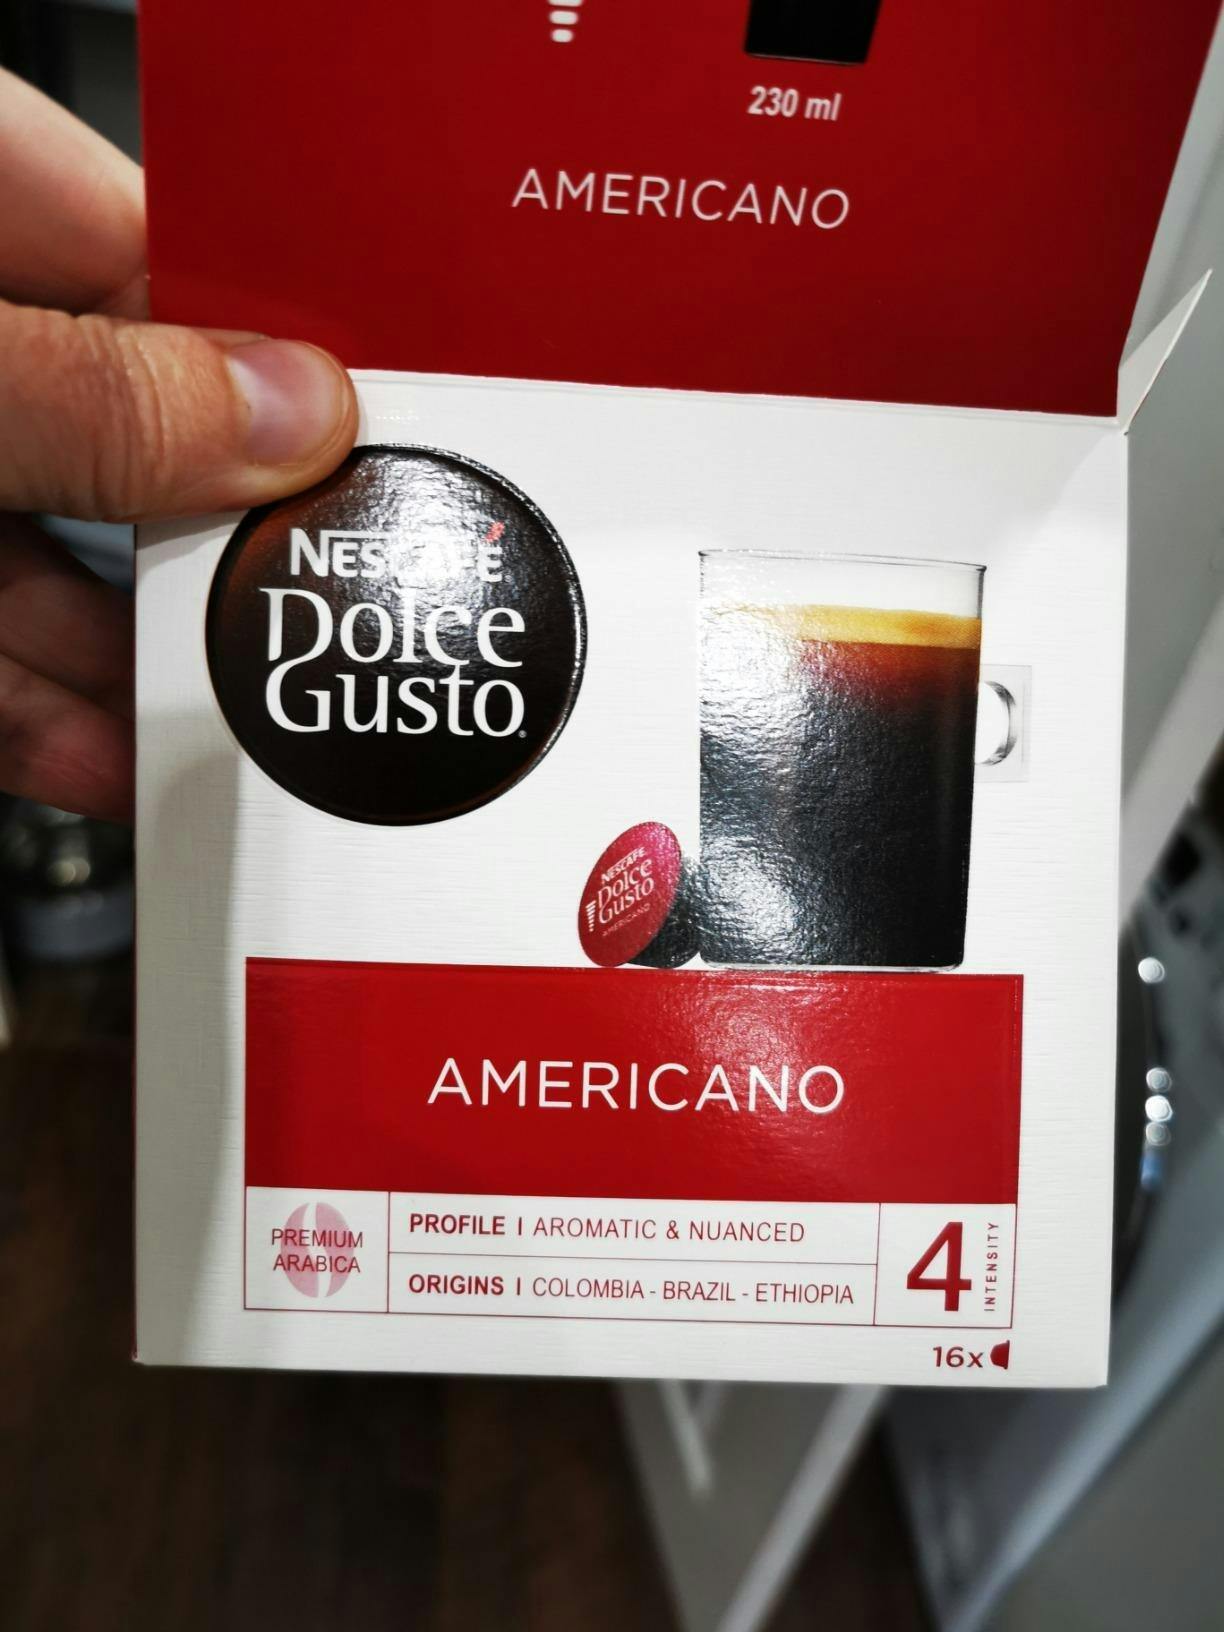 230 ml
AMERICANO
NESCAFÉ
Dolce
Gusto
NESCAFÉ
Dolce
Gusto
AMERICANO
AMERICANO
PREMIUM
ARABICA
PROFILE | AROMATIC & NUANCED
ORIGINS | COLOMBIA - BRAZIL - ETHIOPIA
4
INTENSITY
16x